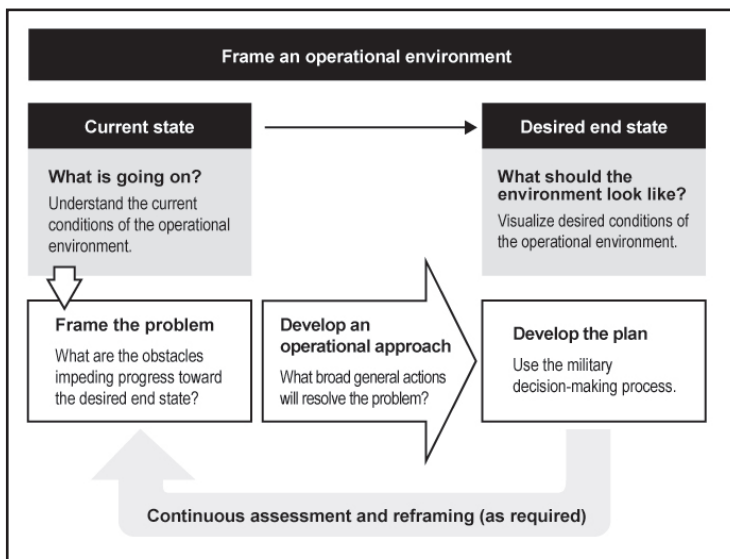 Frame an operational environment
Current state
Desired end state
What is going on?
Understand the current
conditions of the operational
environment.
What should the
environment look like?
Visualize desired conditions of
the operational environment.
Frame the problem
What are the obstacles
impeding progress toward
the desired end state?
Develop an
operational approach
What broad general actions
will resolve the problem?
Develop the plan
Use the military
decision-making process.
Continuous assessment and reframing (as required)